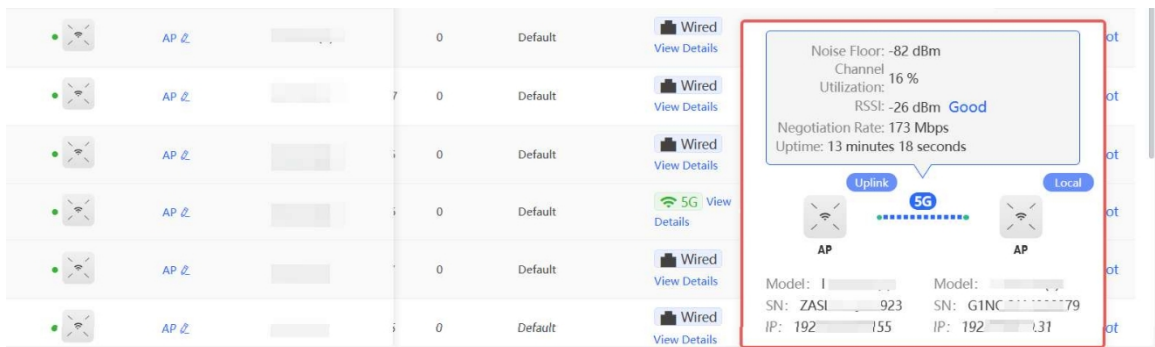 AP 0 Default Wired
View Details
AP 7 0 Default Wired
View Details
AP 0 Default Wired
View Details
AP 0 Default 5G View
Details
AP 0 Default Wired
View Details
AP 0 Default Wired
View Details
Noise Floor: -82 dBm
Channel
Utilization: 16 %
RSSI: -26 dBm Good
Negotiation Rate: 173 Mbps
Uptime: 13 minutes 18 seconds
Uplink Local
5G
AP AP
Model: Model:
SN: ZASL 923 SN: G1NC 79
IP: 192 155 IP: 192 .31
ot
ot
ot
ot
ot
ot